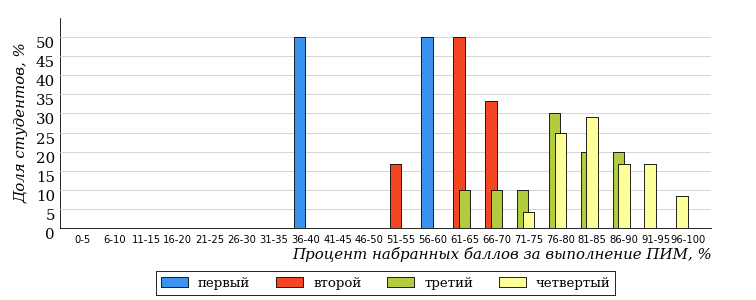 Доля студентов, %
50
45
40
35
30
25
20
15
10
5
0
0-5 6-10 11-15 16-20 21-25 26-30 31-35 36-40 41-45 46-50 51-55 56-60 61-65 66-70 71-75 76-80 81-85 86-90 91-95 96-100
Процент набранных баллов за выполнение ПИМ, %
первый второй третий четвертый